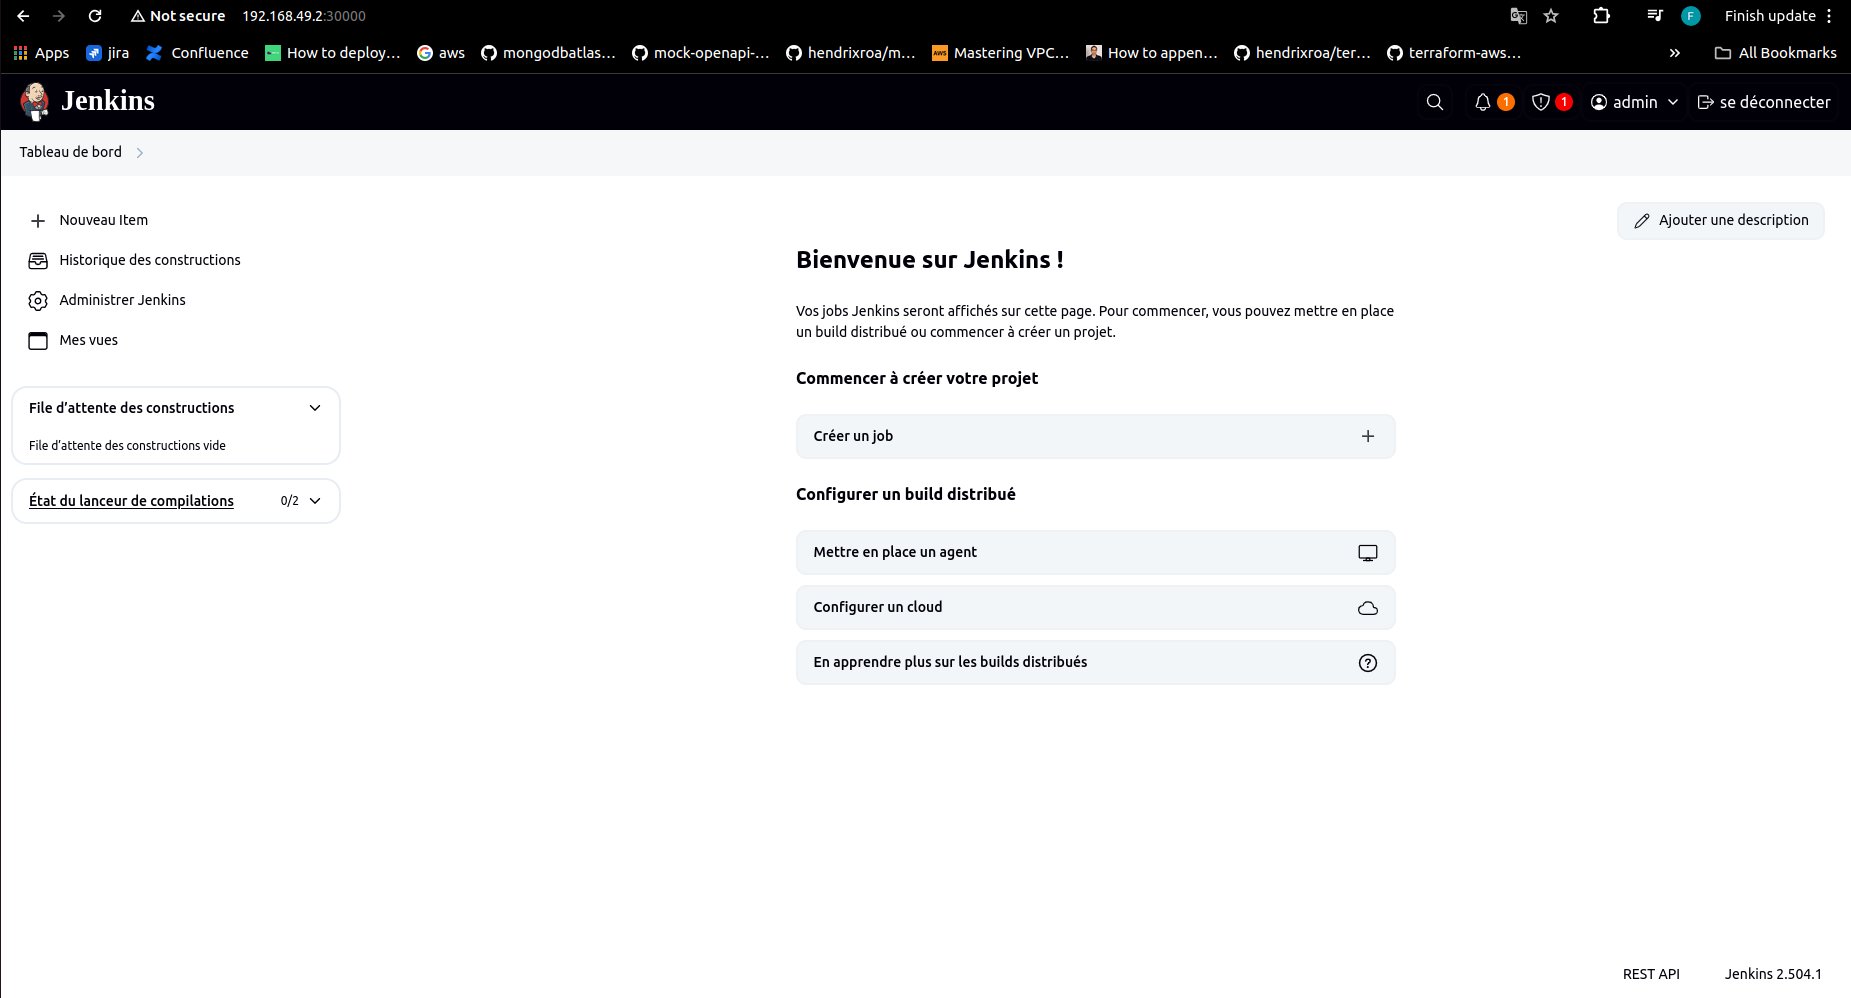 Not secure 192.168.49.2:30000 F Finish update
Apps jira Confluence How to deploy... aws mongodbatlas... mock-openapi-... hendrixroa/m... aws Mastering VPC... How to appen... hendrixroa/ter... terraform-aws... » All Bookmarks
Jenkins 1 1 admin se déconnecter
Tableau de bord
Nouveau Item
Historique des constructions
Administrer Jenkins
Mes vues
File d’attente des constructions
File d’attente des constructions vide
État du lanceur de compilations 0/2
Ajouter une description
Bienvenue sur Jenkins !
Vos jobs Jenkins seront affichés sur cette page. Pour commencer, vous pouvez mettre en place
un build distribué ou commencer à créer un projet.
Commencer à créer votre projet
Créer un job
Configurer un build distribué
Mettre en place un agent
Configurer un cloud
En apprendre plus sur les builds distribués
REST API Jenkins 2.504.1